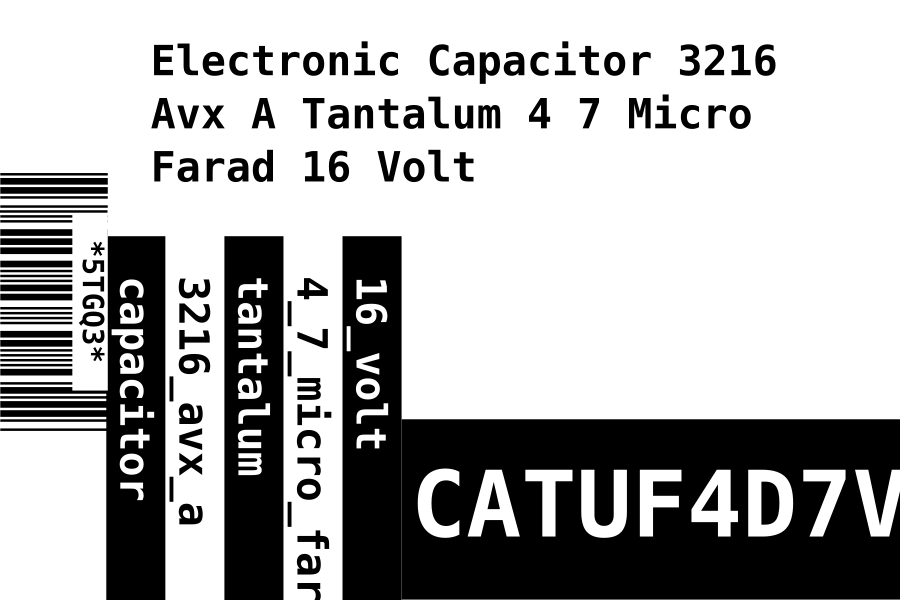 Electronic Capacitor 3216
Avx A Tantalum 4 7 Micro
Farad 16 Volt
*5TGQ3*
capacitor
3216_avx_a
tantalum
4_7_micro_far
16_volt
CATUF4D7V